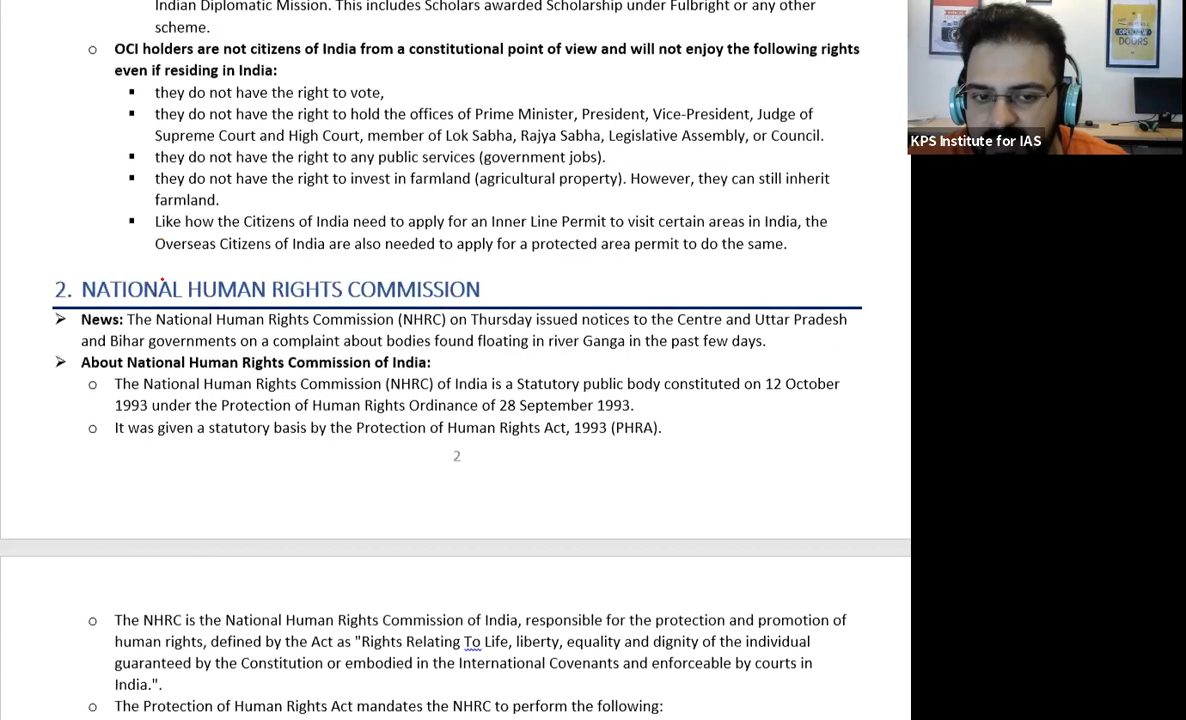 Indian Diplomatic Mission. This includes Scholars awarded Scholarship under Fulbright or any other
scheme.
o OCI holders are not citizens of India from a constitutional point of view and will not enjoy the following rights
even if residing in India:
▪ they do not have the right to vote,
▪ they do not have the right to hold the offices of Prime Minister, President, Vice-President, Judge of
Supreme Court and High Court, member of Lok Sabha, Rajya Sabha, Legislative Assembly, or Council.
▪ they do not have the right to any public services (government jobs).
▪ they do not have the right to invest in farmland (agricultural property). However, they can still inherit
farmland.
▪ Like how the Citizens of India need to apply for an Inner Line Permit to visit certain areas in India, the
Overseas Citizens of India are also needed to apply for a protected area permit to do the same.
2. NATIONAL HUMAN RIGHTS COMMISSION
➤ News: The National Human Rights Commission (NHRC) on Thursday issued notices to the Centre and Uttar Pradesh
and Bihar governments on a complaint about bodies found floating in river Ganga in the past few days.
➤ About National Human Rights Commission of India:
o The National Human Rights Commission (NHRC) of India is a Statutory public body constituted on 12 October
1993 under the Protection of Human Rights Ordinance of 28 September 1993.
o It was given a statutory basis by the Protection of Human Rights Act, 1993 (PHRA).
2
o The NHRC is the National Human Rights Commission of India, responsible for the protection and promotion of
human rights, defined by the Act as "Rights Relating To Life, liberty, equality and dignity of the individual
guaranteed by the Constitution or embodied in the International Covenants and enforceable by courts in
India.".
o The Protection of Human Rights Act mandates the NHRC to perform the following:
KPS Institute for IAS
DOORS